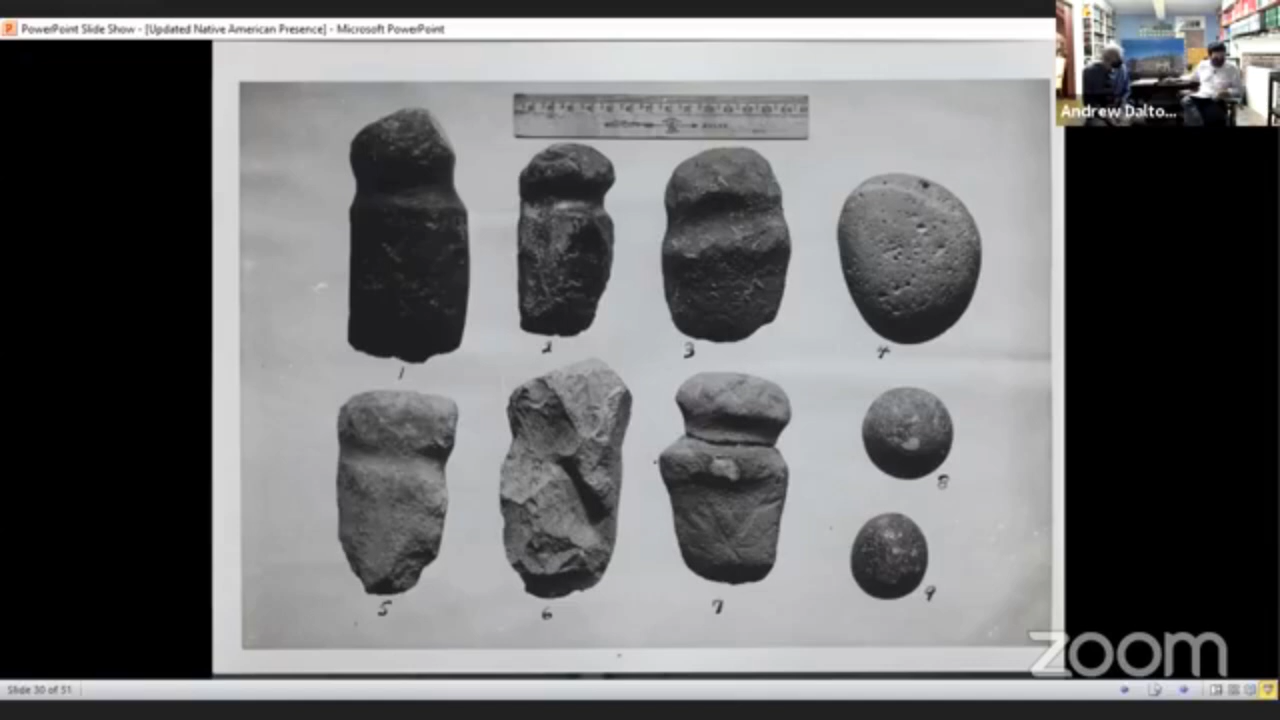 PowerPoint Slide Show - [Updated Native American Presence] - Microsoft PowerPoint
Andrew Dalto...
1
2
3
4
5
6
7
8
9
zoom
Slide 30 of 51